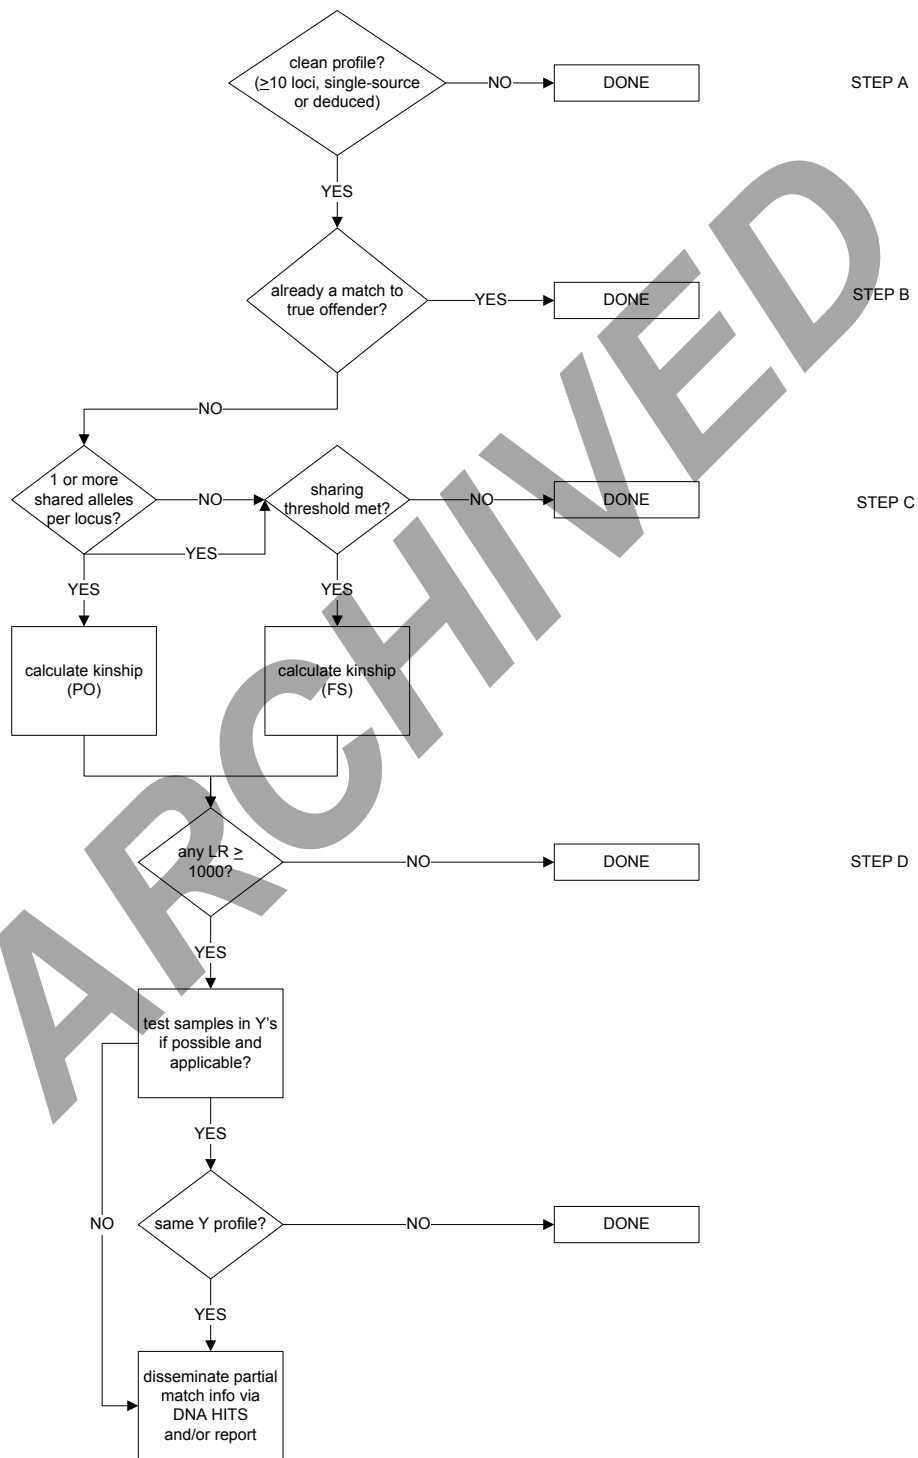 clean profile?
(≥10 loci, single-source
or deduced)
NO
DONE
STEP A
YES
already a match to
true offender?
YES
DONE
STEP B
NO
1 or more
shared alleles
per locus?
NO
sharing
threshold met?
NO
DONE
STEP C
YES
YES
YES
calculate kinship
(PO)
calculate kinship
(FS)
any LR ≥
1000?
NO
DONE
STEP D
YES
test samples in Y's
if possible and
applicable?
YES
NO
same Y profile?
NO
DONE
YES
disseminate partial
match info via
DNA HITS
and/or report
ARCHIVED